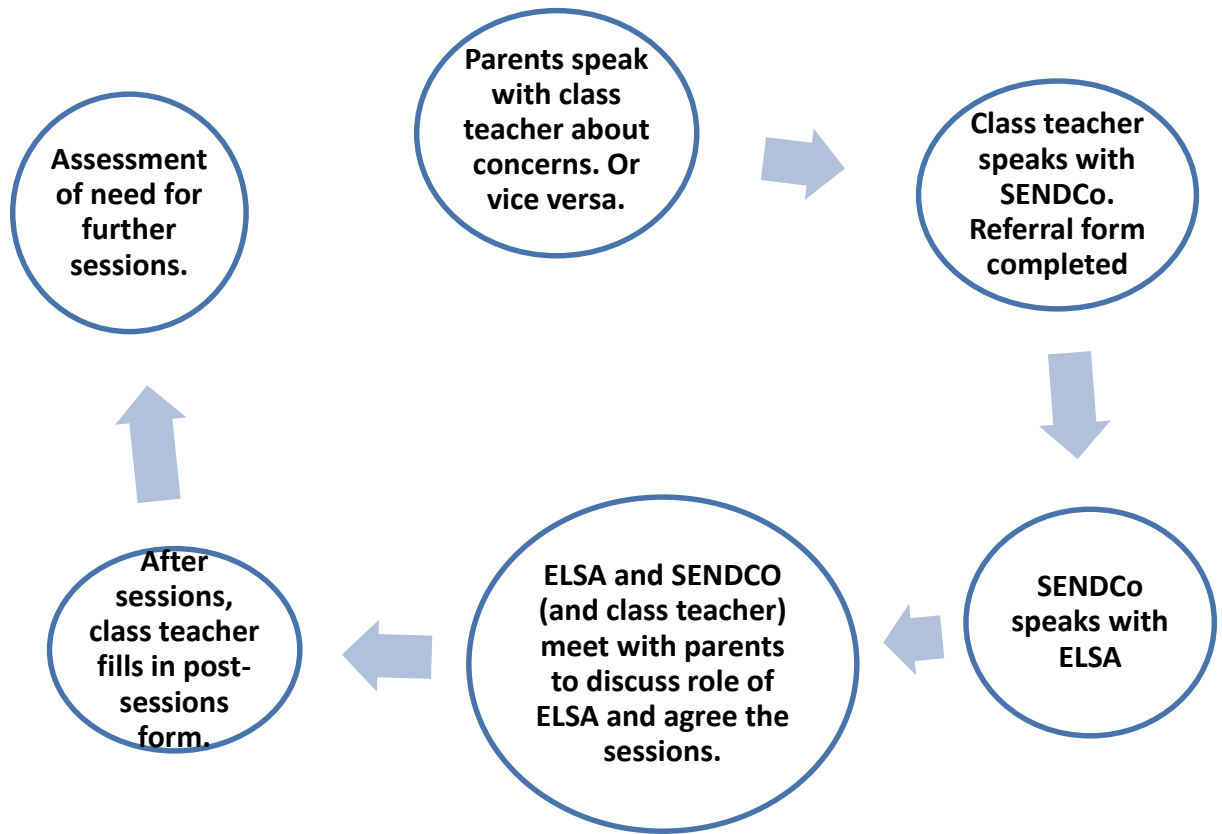 Parents speak
with class
teacher about
concerns. Or
vice versa.
Class teacher
speaks with
SENDCo.
Referral form
completed
SENDCo
speaks with
ELSA
ELSA and SENDCO
(and class teacher)
meet with parents
to discuss role of
ELSA and agree the
sessions.
After
sessions,
class teacher
fills in post-
sessions
form.
Assessment
of need for
further
sessions.